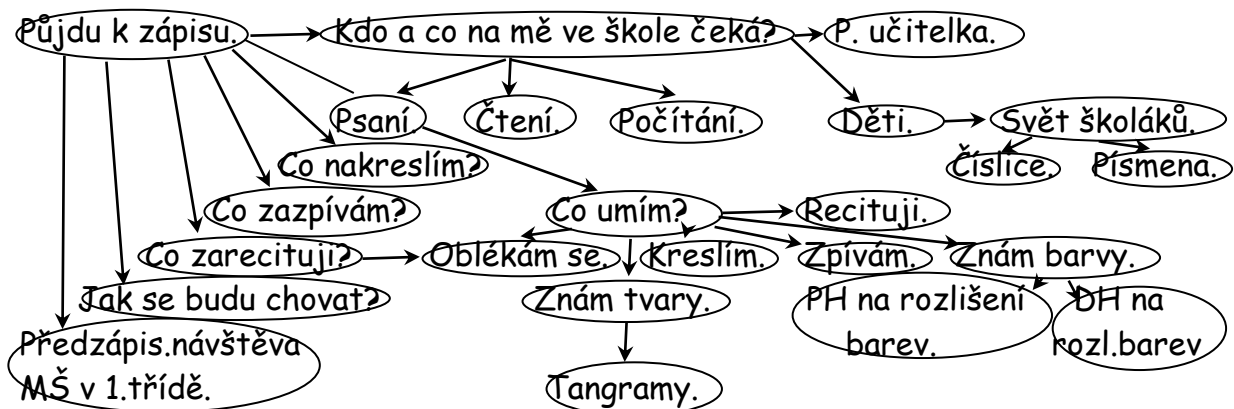 Půjdu k zápisu. Kdo a co na mě ve škole čeká? P. učitelka.
Psaní. Čtení. Počítání. Děti. Svět školáků.
Co nakreslím? Číslice. Písmena.
Co zazpívám? Co umím? Recituji.
Co zarecituji? Oblékám se. Kreslím. Zpívám. Znám barvy.
Jak se budu chovat? Znám tvary. PH na rozlišení barev. DH na rozl.barev
Předzápis.návštěva
MŠ v 1.třídě. Tangramy.